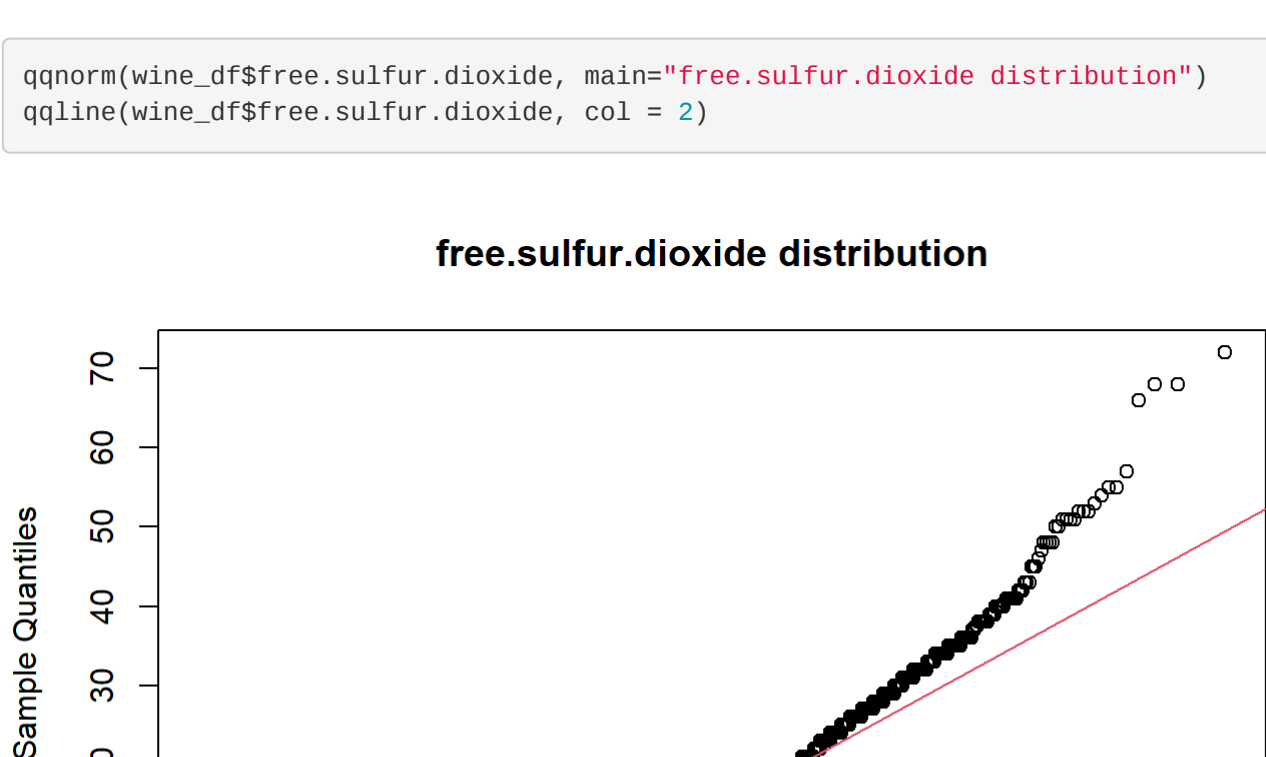 qqnorm(wine_df$free.sulfur.dioxide, main="free.sulfur.dioxide distribution")
qqline(wine_df$free.sulfur.dioxide, col = 2)
free.sulfur.dioxide distribution
70
60
50
40
30
Sample Quantiles